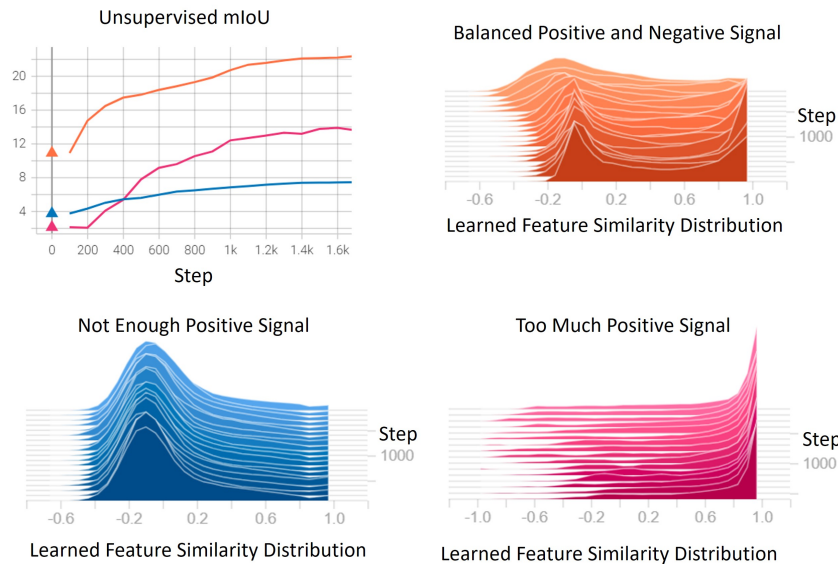 Unsupervised mIoU
20
16
12
8
4
0 200 400 600 800 1k 1.2k 1.4k 1.6k
Step
Balanced Positive and Negative Signal
Step
1000
-0.6 -0.2 0.2 0.6 1.0
Learned Feature Similarity Distribution
Not Enough Positive Signal
Step
1000
-0.6 -0.2 0.2 0.6 1.0
Learned Feature Similarity Distribution
Too Much Positive Signal
Step
1000
-1.0 -0.6 -0.2 0.2 0.6 1.0
Learned Feature Similarity Distribution